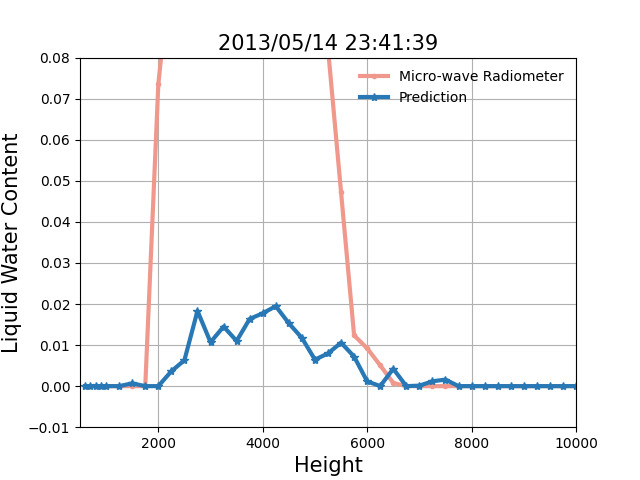 2013/05/14 23:41:39
Micro-wave Radiometer
Prediction
Liquid Water Content
0.08
0.07
0.06
0.05
0.04
0.03
0.02
0.01
0.00
−0.01
2000 4000 6000 8000 10000
Height